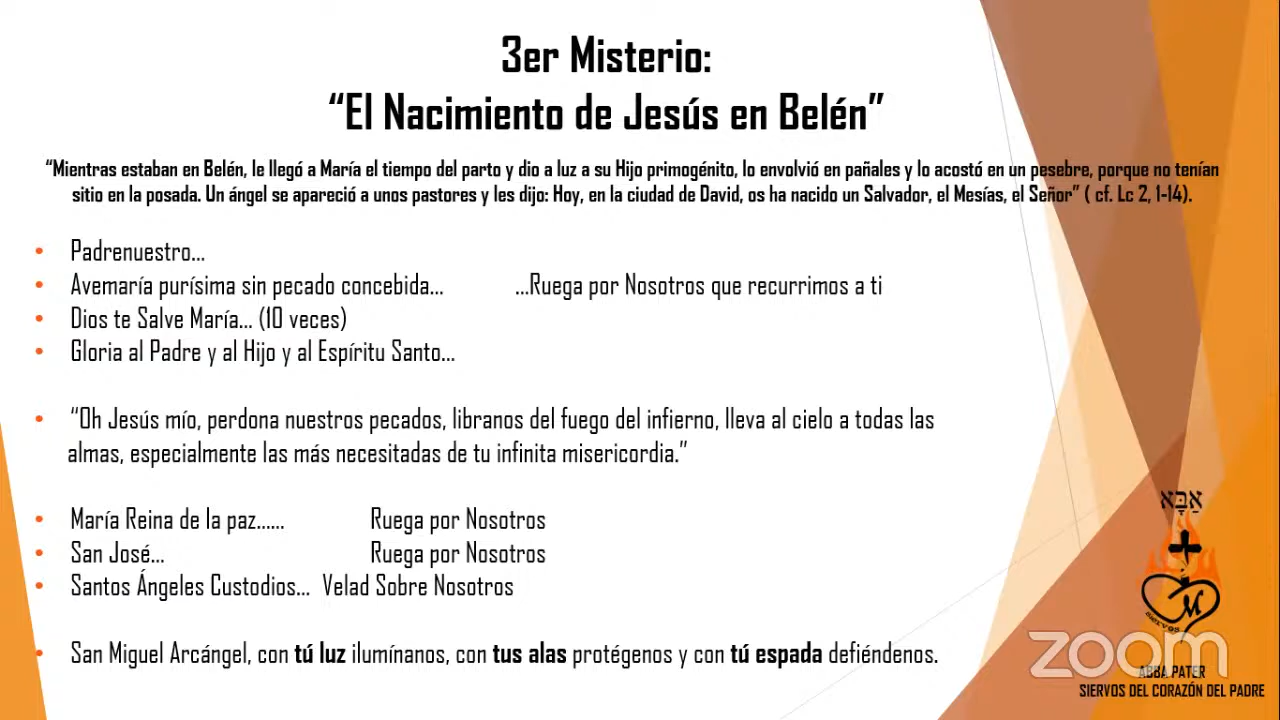 3er Misterio:
“El Nacimiento de Jesús en Belén”
“Mientras estaban en Belén, le llegó a María el tiempo del parto y dio a luz a su Hijo primogénito, lo envolvió en pañales y lo acostó en un pesebre, porque no tenían
sitio en la posada. Un ángel se apareció a unos pastores y les dijo: Hoy, en la ciudad de David, os ha nacido un Salvador, el Mesías, el Señor” ( cf. Lc 2, 1-14).
• Padrenuestro...
• Avemaría purísima sin pecado concebida... ...Ruega por Nosotros que recurrimos a ti
• Dios te Salve María... (10 veces)
• Gloria al Padre y al Hijo y al Espíritu Santo...
• “Oh Jesús mío, perdona nuestros pecados, libranos del fuego del infierno, lleva al cielo a todas las
almas, especialmente las más necesitadas de tu infinita misericordia.”
• María Reina de la paz...... Ruega por Nosotros
• San José... Ruega por Nosotros
• Santos Ángeles Custodios... Velad Sobre Nosotros
• San Miguel Arcángel, con tú luz ilumínanos, con tus alas protégenos y con tú espada defiéndenos.
אַבָּא
M
siervos
zoom
ABBA PATER
SIERVOS DEL CORAZÓN DEL PADRE